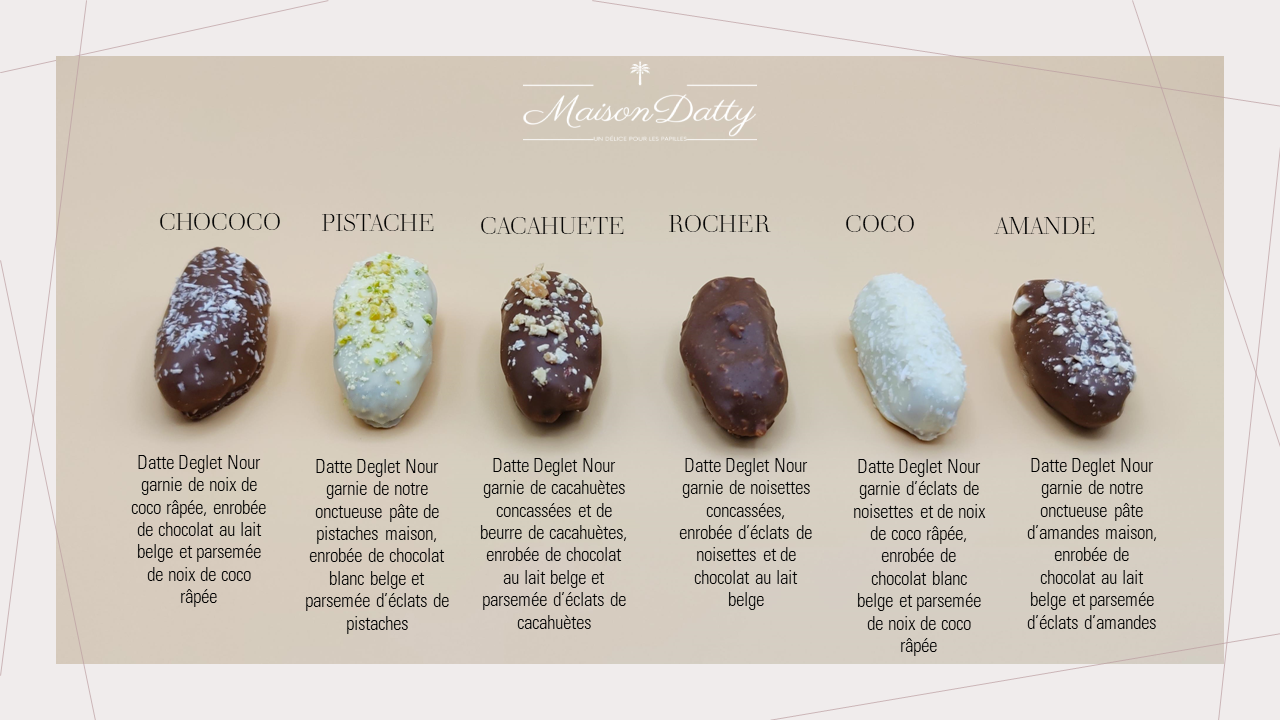 Maison Datty
UN DÉLICE POUR LES PAPILLES
CHOCOCO
PISTACHE
CACAHUETE
ROCHER
COCO
AMANDE
Datte Deglet Nour
garnie de noix de
coco râpée, enrobée
de chocolat au lait
belge et parsemée
de noix de coco
râpée
Datte Deglet Nour
garnie de notre
onctueuse pâte de
pistaches maison,
enrobée de chocolat
blanc belge et
parsemée d'éclats de
pistaches
Datte Deglet Nour
garnie de cacahuètes
concassées et de
beurre de cacahuètes,
enrobée de chocolat
au lait belge et
parsemée d'éclats de
cacahuètes
Datte Deglet Nour
garnie de noisettes
concassées,
enrobée d'éclats de
noisettes et de
chocolat au lait
belge
Datte Deglet Nour
garnie d'éclats de
noisettes et de noix
de coco râpée,
enrobée de
chocolat blanc
belge et parsemée
de noix de coco
râpée
Datte Deglet Nour
garnie de notre
onctueuse pâte
d'amandes maison,
enrobée de
chocolat au lait
belge et parsemée
d'éclats d'amandes